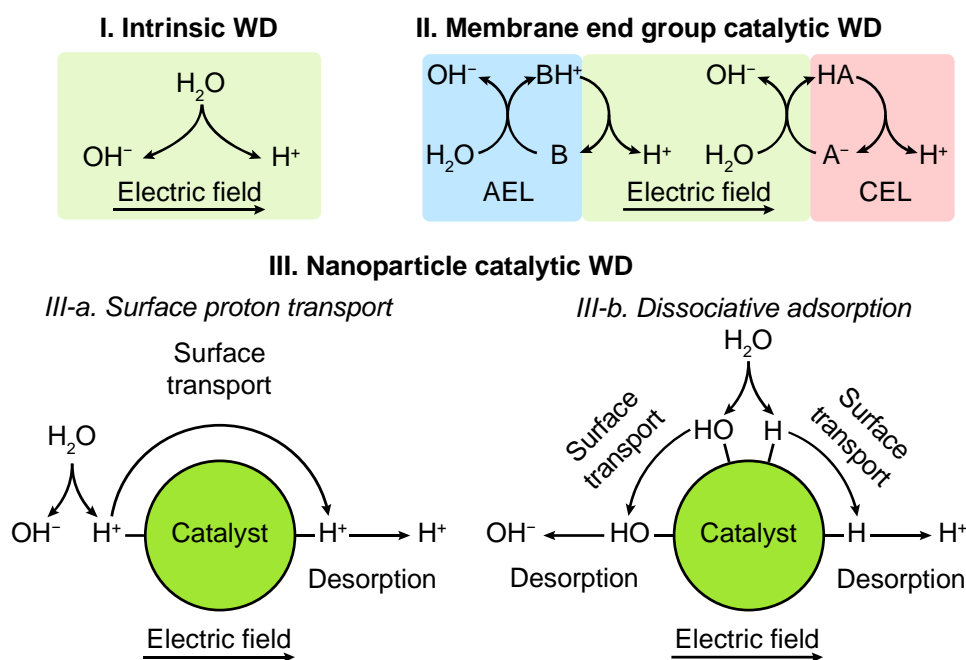 I. Intrinsic WD
H₂O
OH⁻ H⁺
Electric field
II. Membrane end group catalytic WD
OH⁻ BH⁺ OH⁻ HA
H₂O B H⁺ H₂O A⁻ H⁺
AEL Electric field CEL
III. Nanoparticle catalytic WD
III-a. Surface proton transport
Surface
transport
H₂O
OH⁻ H⁺ Catalyst H⁺ H⁺
Desorption
Electric field
III-b. Dissociative adsorption
H₂O
HO H
Surface
transport
Surface
transport
OH⁻ HO Catalyst H H⁺
Desorption Desorption
Electric field